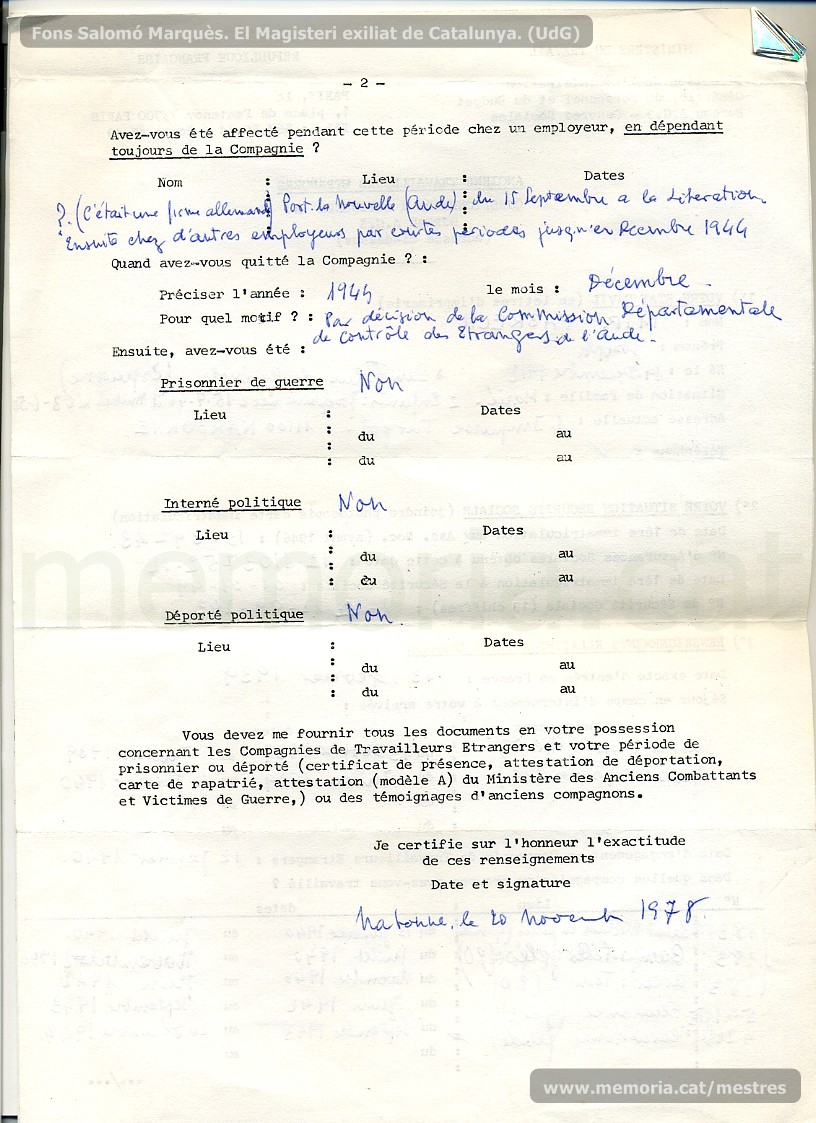 Fons Salomó Marquès. El Magisteri exiliat de Catalunya. (UdG)
- 2 -
Avez-vous été affecté pendant cette période chez un employeur, en dépendant
toujours de la Compagnie ?
Nom : Lieu : Dates
?. (C'était une firme allemande) Port-la Nouvelle (Aude) : du 15 Septembre a la Liberation
Ensuite chez d'autres employeurs par courtes périodes jusqu'en Decembre 1944
Quand avez-vous quitté la Compagnie ? :
Préciser l'année : 1944 le mois : Décembre.
Pour quel motif ? : Par décision de la Commission Départamentale
de Contrôle des Etrangers de l'Aude.
Ensuite, avez-vous été :
Prisonnier de guerre Non
Lieu : Dates
: du au
: du au
Interné politique Non
Lieu : Dates
: du au
: du au
Déporté politique Non
Lieu : Dates
: du au
: du au
memoria.cat
Vous devez me fournir tous les documents en votre possession
concernant les Compagnies de Travailleurs Etrangers et votre période de
prisonnier ou déporté (certificat de présence, attestation de déportation,
carte de rapatrié, attestation (modèle A) du Ministère des Anciens Combattants
et Victimes de Guerre,) ou des témoignages d'anciens compagnons.
Je certifie sur l'honneur l'exactitude
de ces renseignements
Date et signature
Narbonne, le 20 Novembre 1978.
www.memoria.cat/mestres